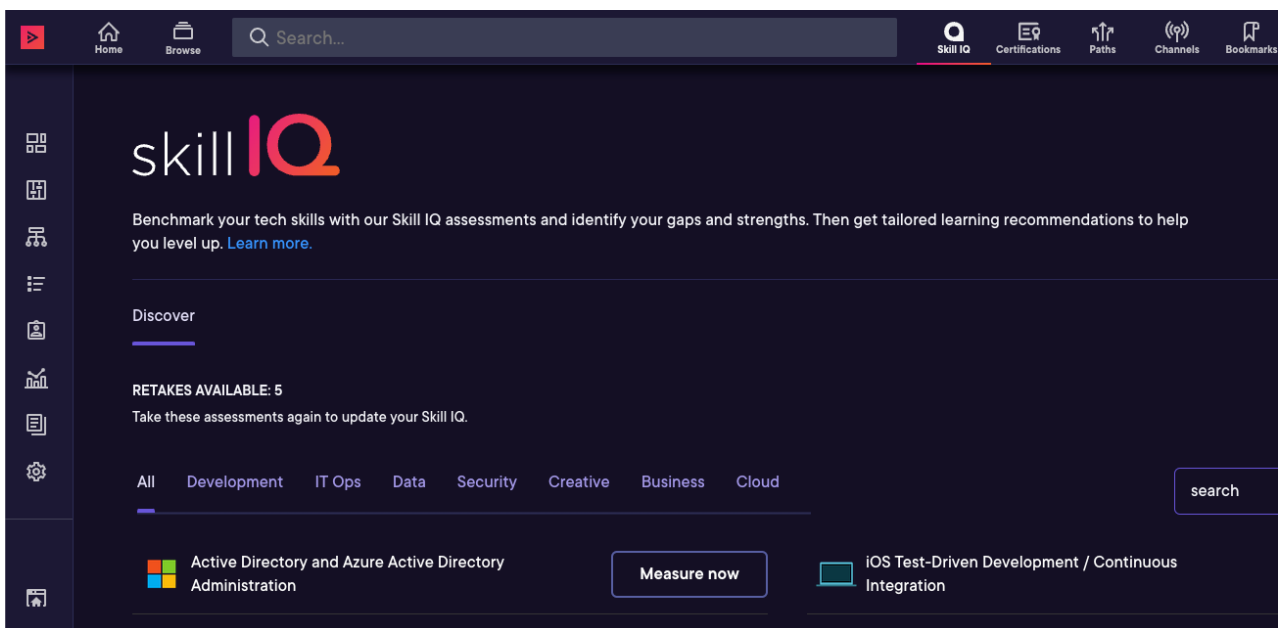 Home
Browse
Search...
Skill IQ
Certifications
Paths
Channels
Bookmarks
skill IQ
Benchmark your tech skills with our Skill IQ assessments and identify your gaps and strengths. Then get tailored learning recommendations to help
you level up. Learn more.
Discover
RETAKES AVAILABLE: 5
Take these assessments again to update your Skill IQ.
All Development IT Ops Data Security Creative Business Cloud
search
Active Directory and Azure Active Directory
Administration
Measure now
iOS Test-Driven Development / Continuous
Integration